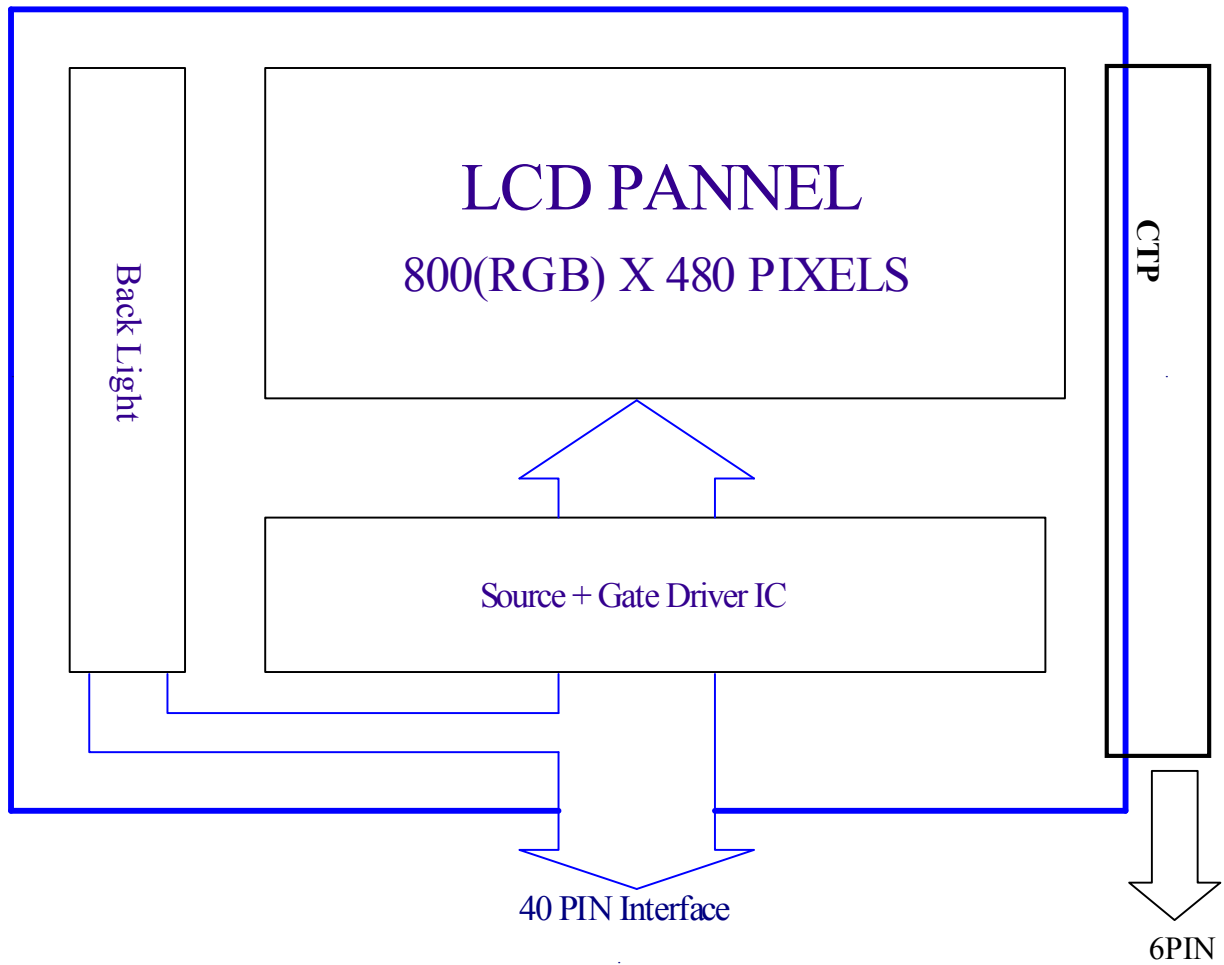 LCD PANNEL
800(RGB) X 480 PIXELS
Back Light
CTP
Source + Gate Driver IC
40 PIN Interface
6PIN